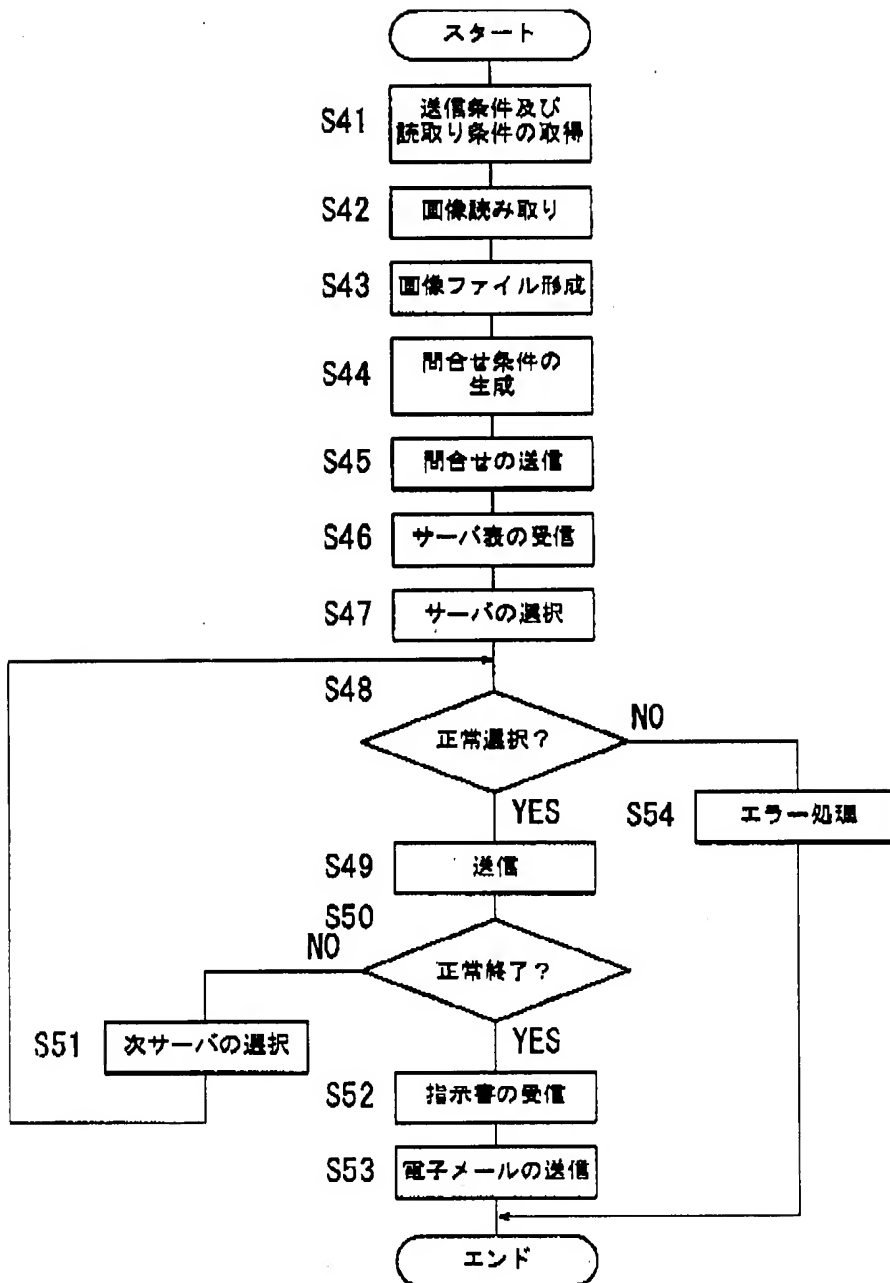 スタート
S41
送信条件及び
読取り条件の取得
S42
画像読み取り
S43
画像ファイル形成
S44
問合せ条件の
生成
S45
問合せの送信
S46
サーバ表の受信
S47
サーバの選択
S48
正常選択?
NO
YES
S54
エラー処理
S49
送信
S50
NO
正常終了?
YES
S51
次サーバの選択
S52
指示書の受信
S53
電子メールの送信
エンド